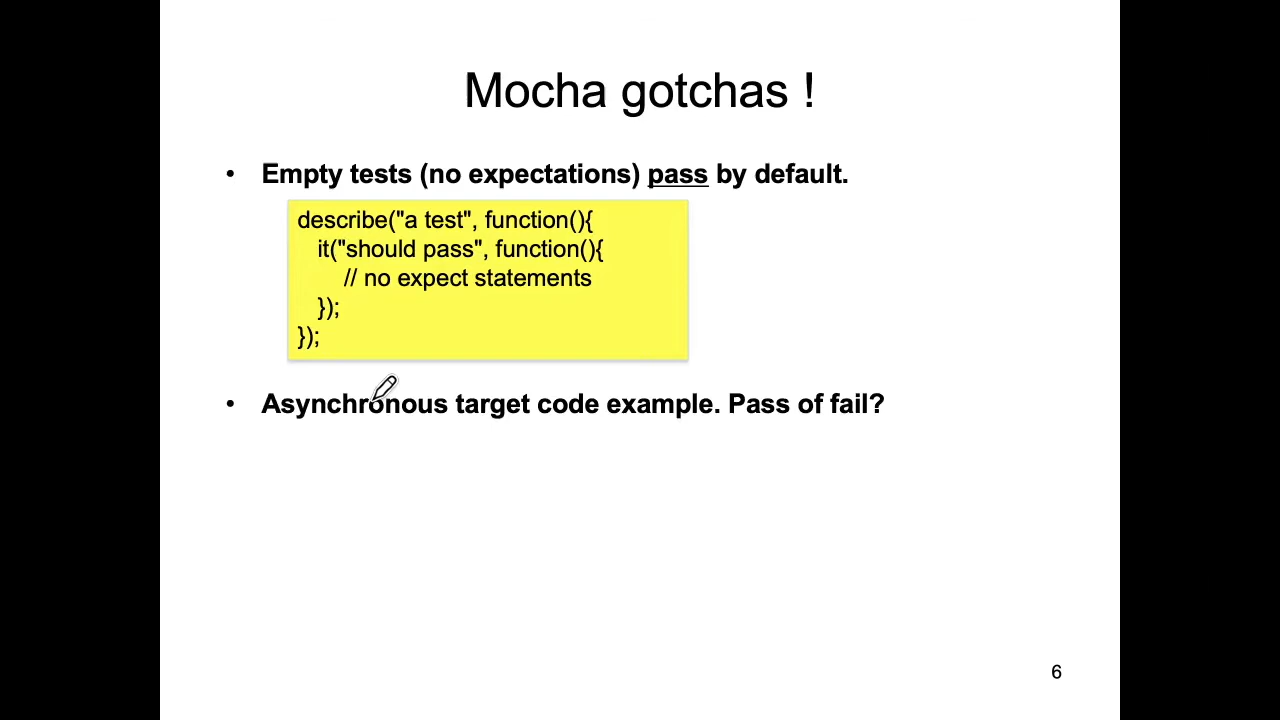 Mocha gotchas !
• Empty tests (no expectations) pass by default.
describe("a test", function(){
it("should pass", function(){
// no expect statements
});
});
• Asynchronous target code example. Pass of fail?
6